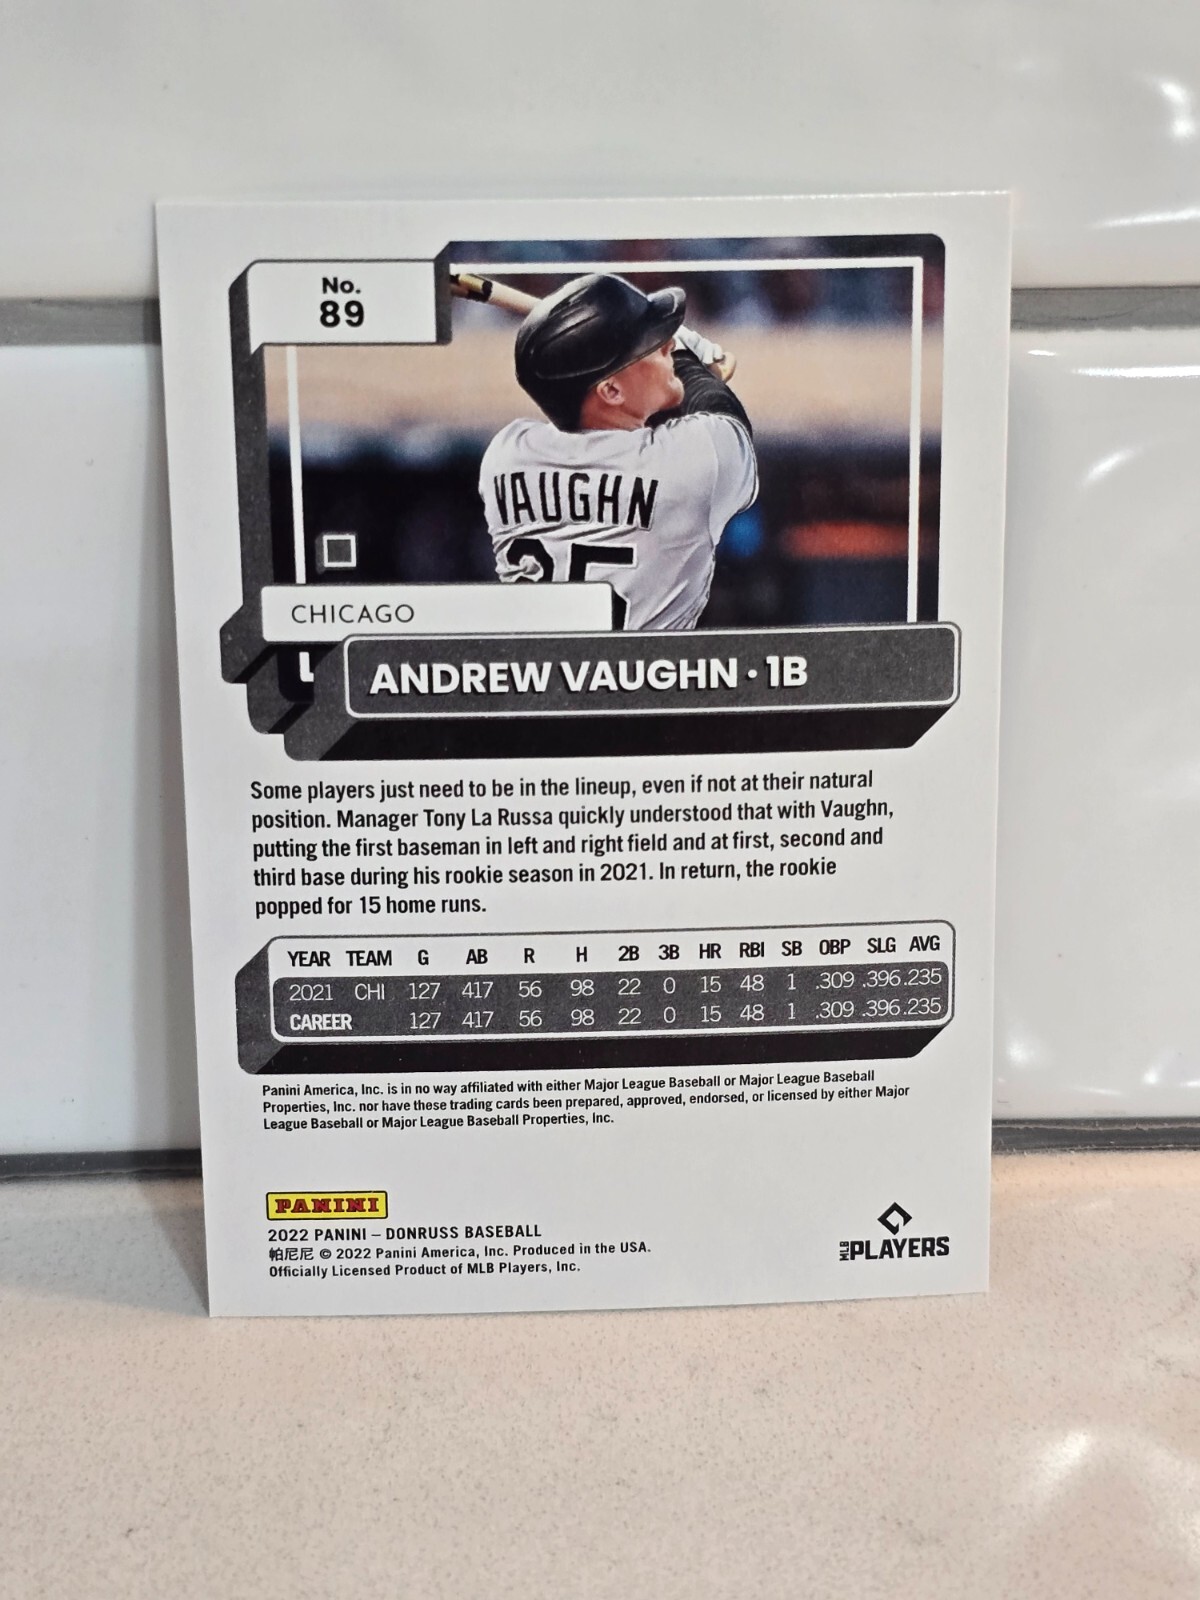 No.
89
VAUGHN
25
CHICAGO
ANDREW VAUGHN • 1B
Some players just need to be in the lineup, even if not at their natural
position. Manager Tony La Russa quickly understood that with Vaughn,
putting the first baseman in left and right field and at first, second and
third base during his rookie season in 2021. In return, the rookie
popped for 15 home runs.
YEAR TEAM G AB R H 2B 3B HR RBI SB OBP SLG AVG
2021 CHI 127 417 56 98 22 0 15 48 1 .309 .396 .235
CAREER 127 417 56 98 22 0 15 48 1 .309 .396 .235
Panini America, Inc. is in no way affiliated with either Major League Baseball or Major League Baseball
Properties, Inc. nor have these trading cards been prepared, approved, endorsed, or licensed by either Major
League Baseball or Major League Baseball Properties, Inc.
PANINI
2022 PANINI – DONRUSS BASEBALL
帕尼尼 © 2022 Panini America, Inc. Produced in the USA.
Officially Licensed Product of MLB Players, Inc.
MLB PLAYERS